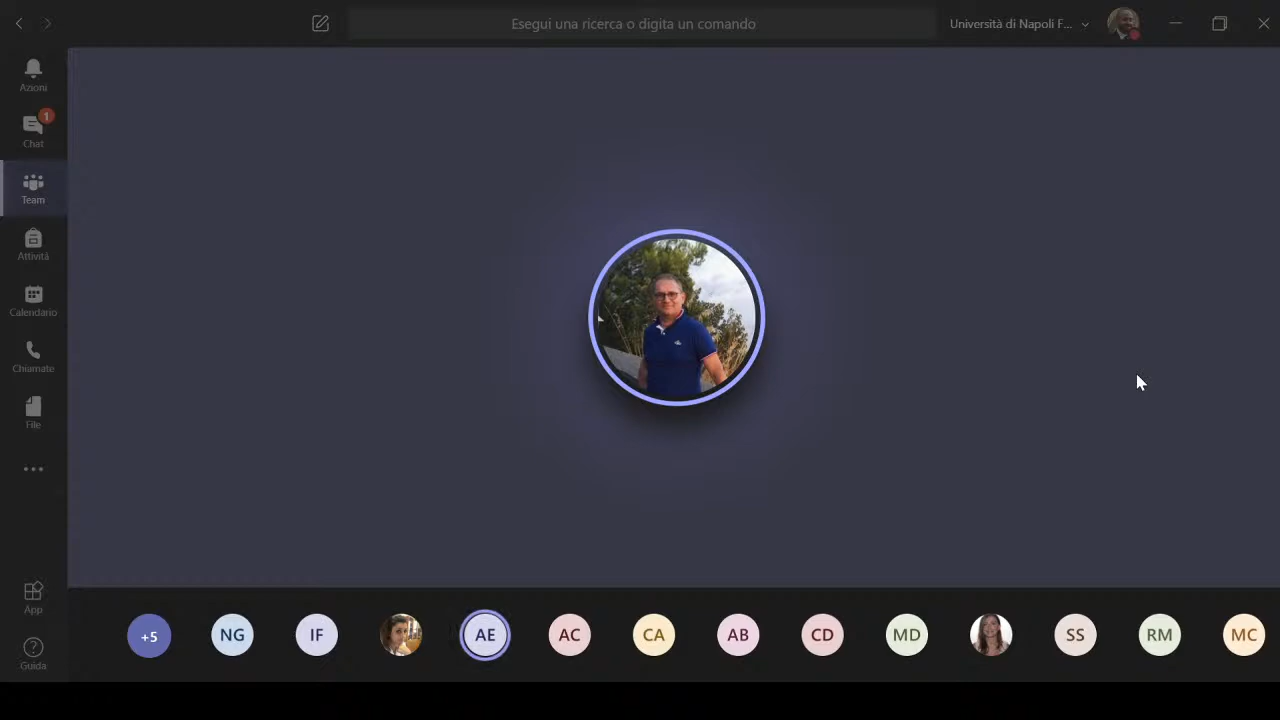 Esegui una ricerca o digita un comando
Università di Napoli F...
Azioni
1
Chat
Team
Attività
Calendario
Chiamate
File
App
Guida
+5
NG
IF
AE
AC
CA
AB
CD
MD
SS
RM
MC